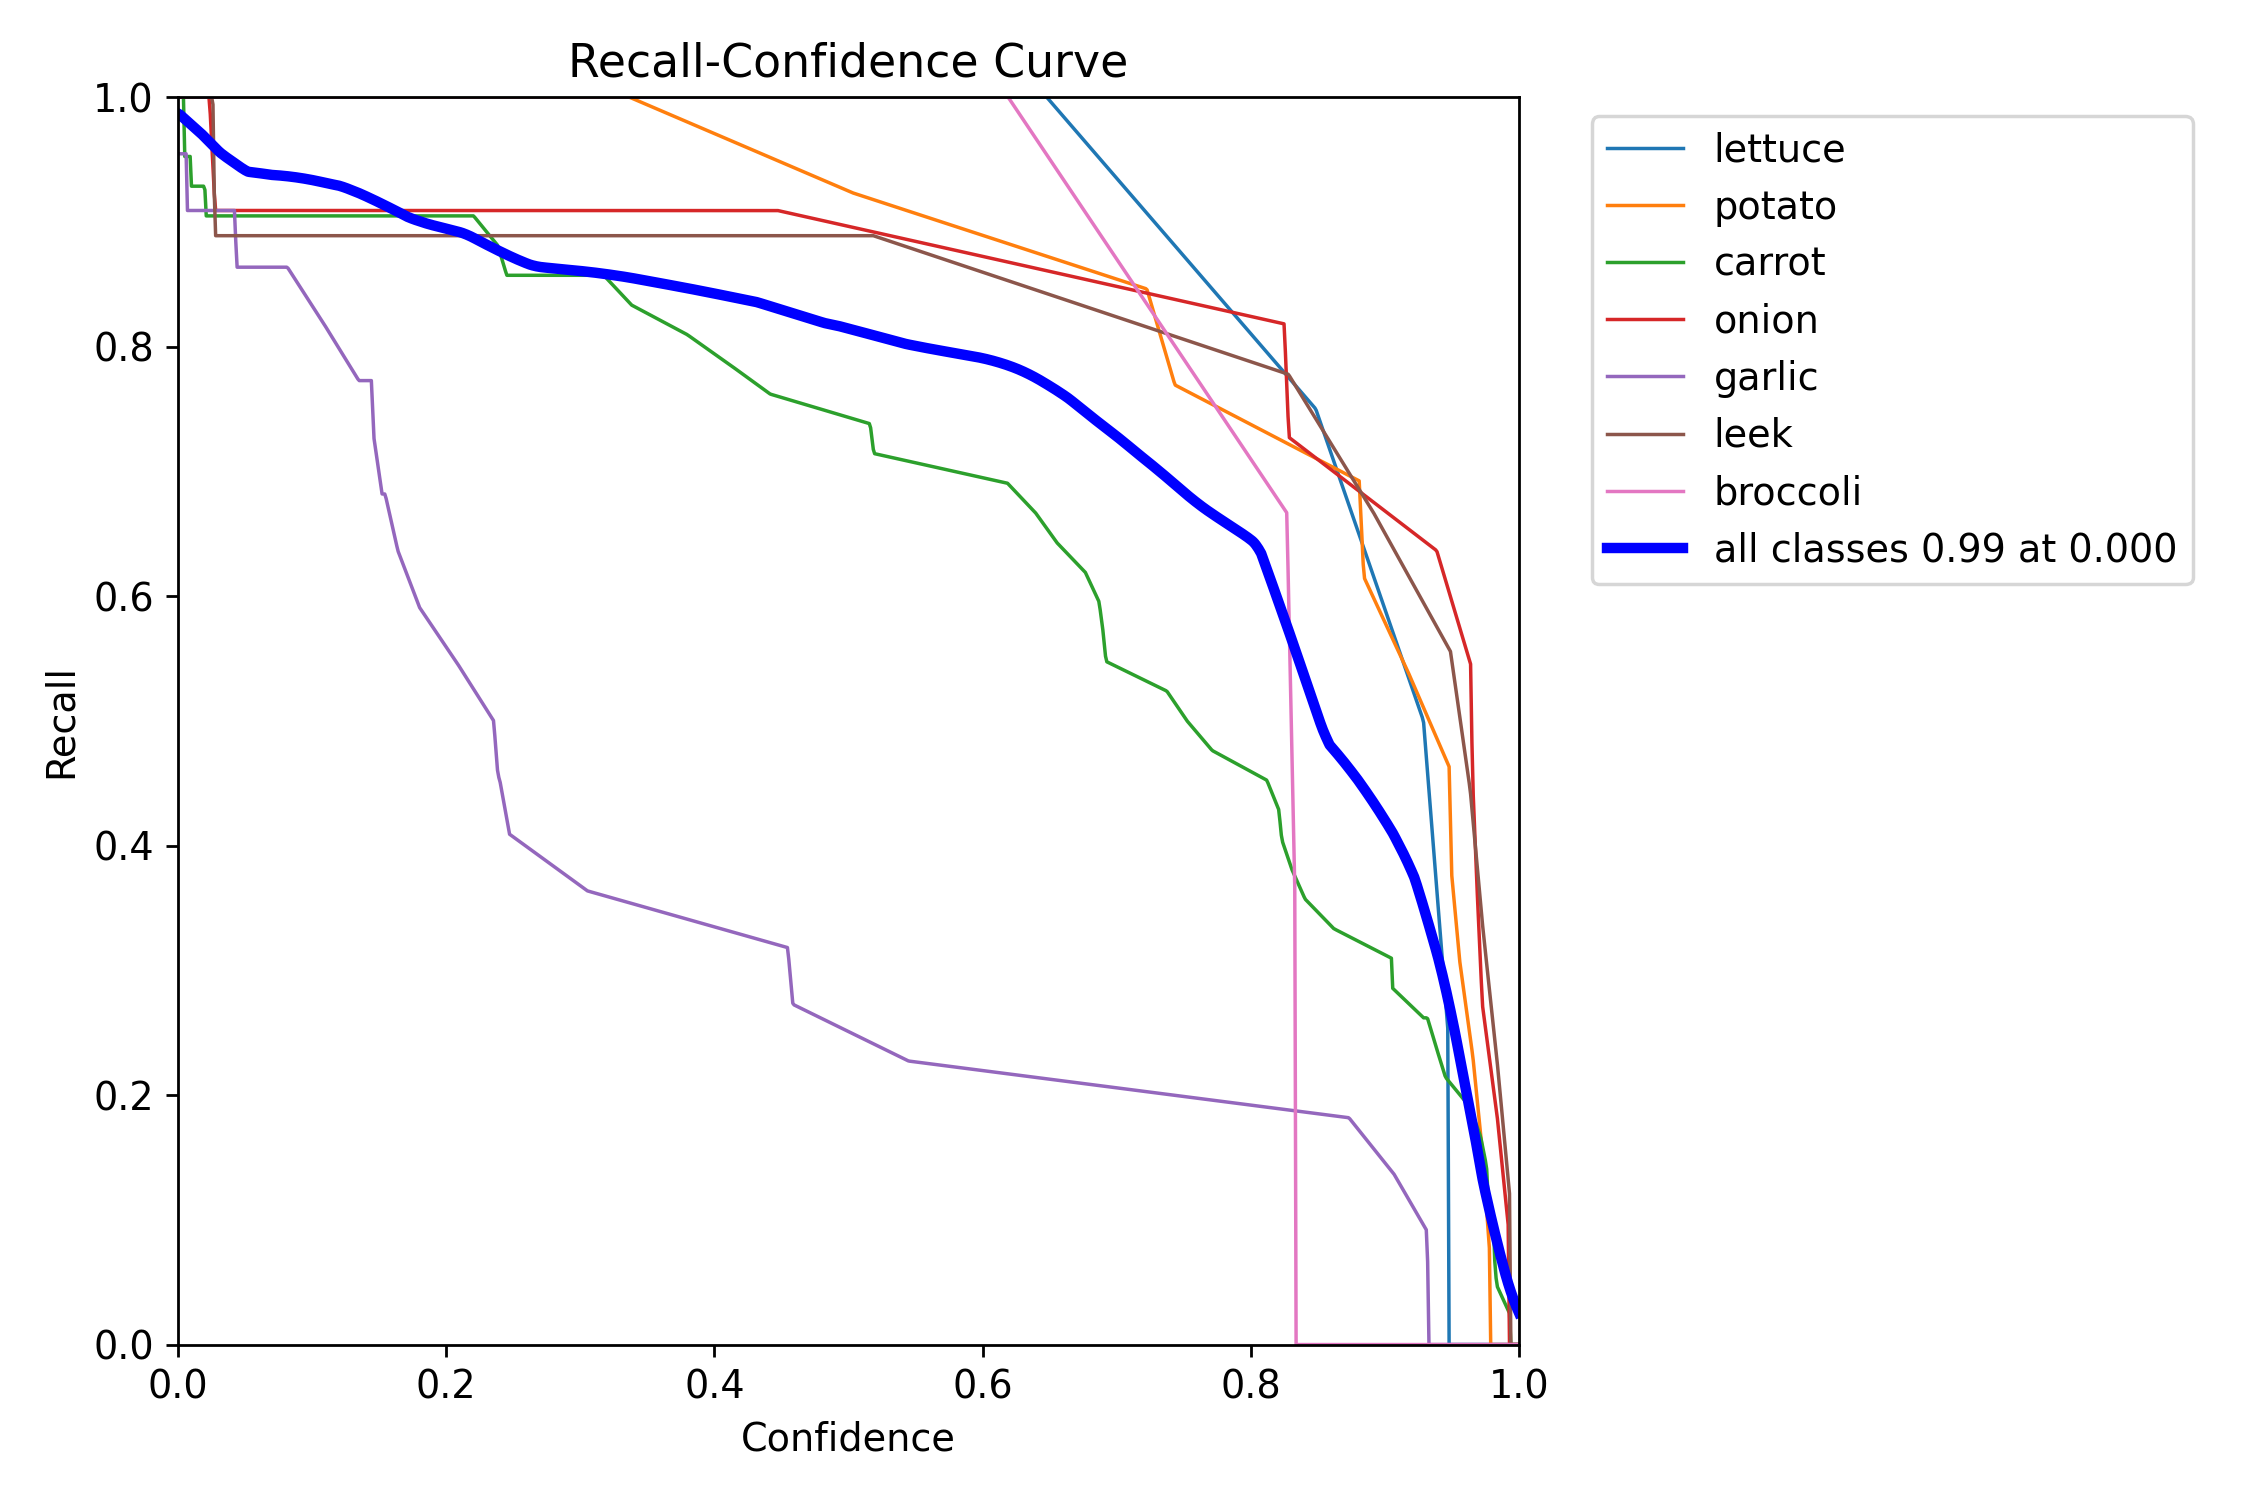 Recall-Confidence Curve
1.0
0.8
0.6
0.4
0.2
0.0
Recall
0.0 0.2 0.4 0.6 0.8 1.0
Confidence
lettuce
potato
carrot
onion
garlic
leek
broccoli
all classes 0.99 at 0.000